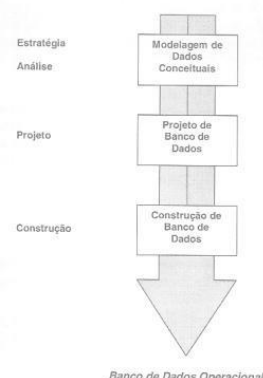 Estratégia
Análise
Modelagem de
Dados
Conceituais
Projeto
Projeto de
Banco de
Dados
Construção
Construção de
Banco de
Dados
Banco de Dados Operacional